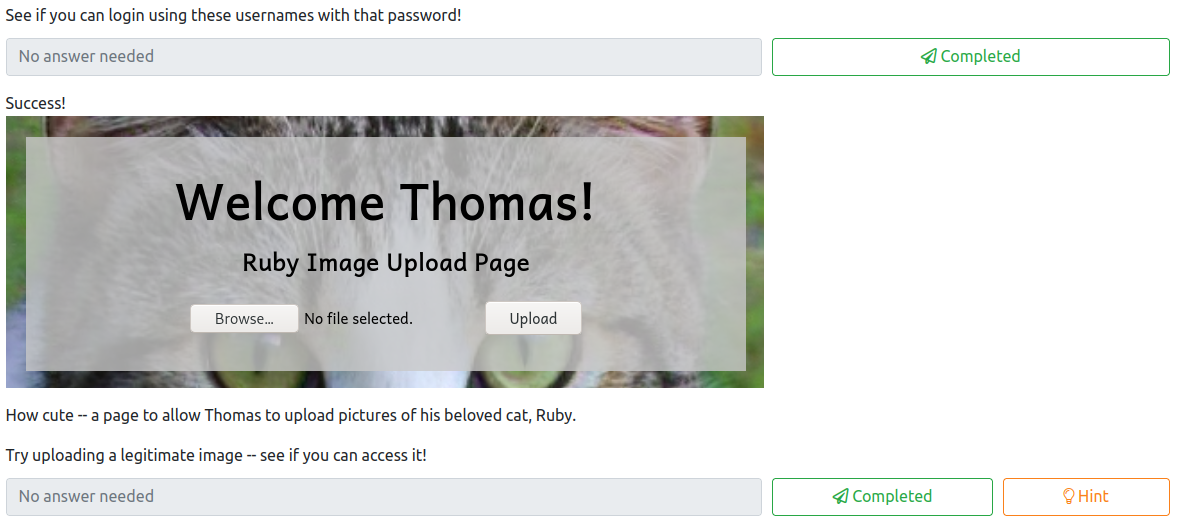 See if you can login using these usernames with that password!
No answer needed
Completed
Success!
Welcome Thomas!
Ruby Image Upload Page
Browse... No file selected. Upload
How cute -- a page to allow Thomas to upload pictures of his beloved cat, Ruby.
Try uploading a legitimate image -- see if you can access it!
No answer needed
Completed
Hint